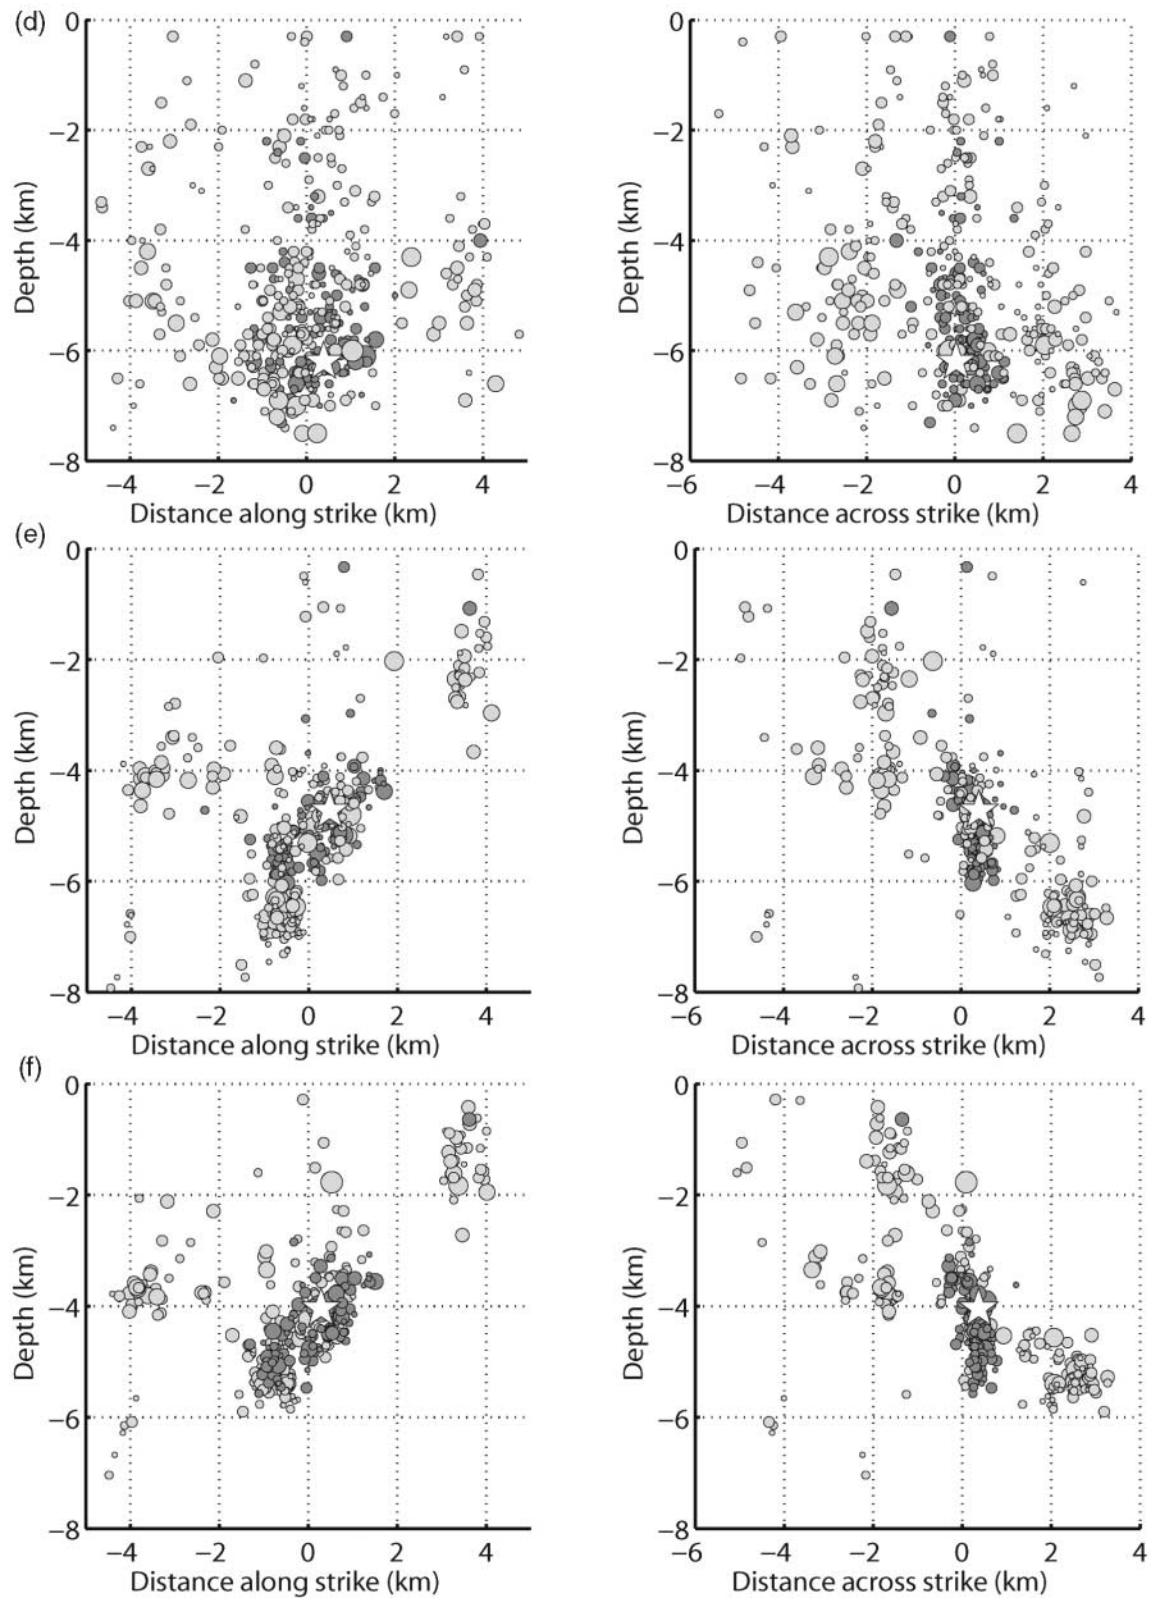 (d)
0
−2
−4
−6
−8
Depth (km)
−4 −2 0 2 4
Distance along strike (km)
0
−2
−4
−6
−8
Depth (km)
−6 −4 −2 0 2 4
Distance across strike (km)
(e)
0
−2
−4
−6
−8
Depth (km)
−4 −2 0 2 4
Distance along strike (km)
0
−2
−4
−6
−8
Depth (km)
−6 −4 −2 0 2 4
Distance across strike (km)
(f)
0
−2
−4
−6
−8
Depth (km)
−4 −2 0 2 4
Distance along strike (km)
0
−2
−4
−6
−8
Depth (km)
−6 −4 −2 0 2 4
Distance across strike (km)